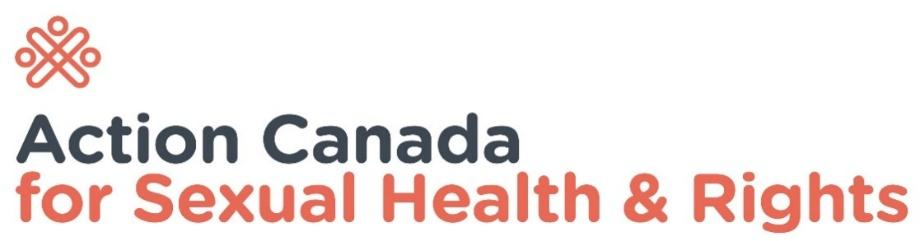 Action Canada
for Sexual Health & Rights